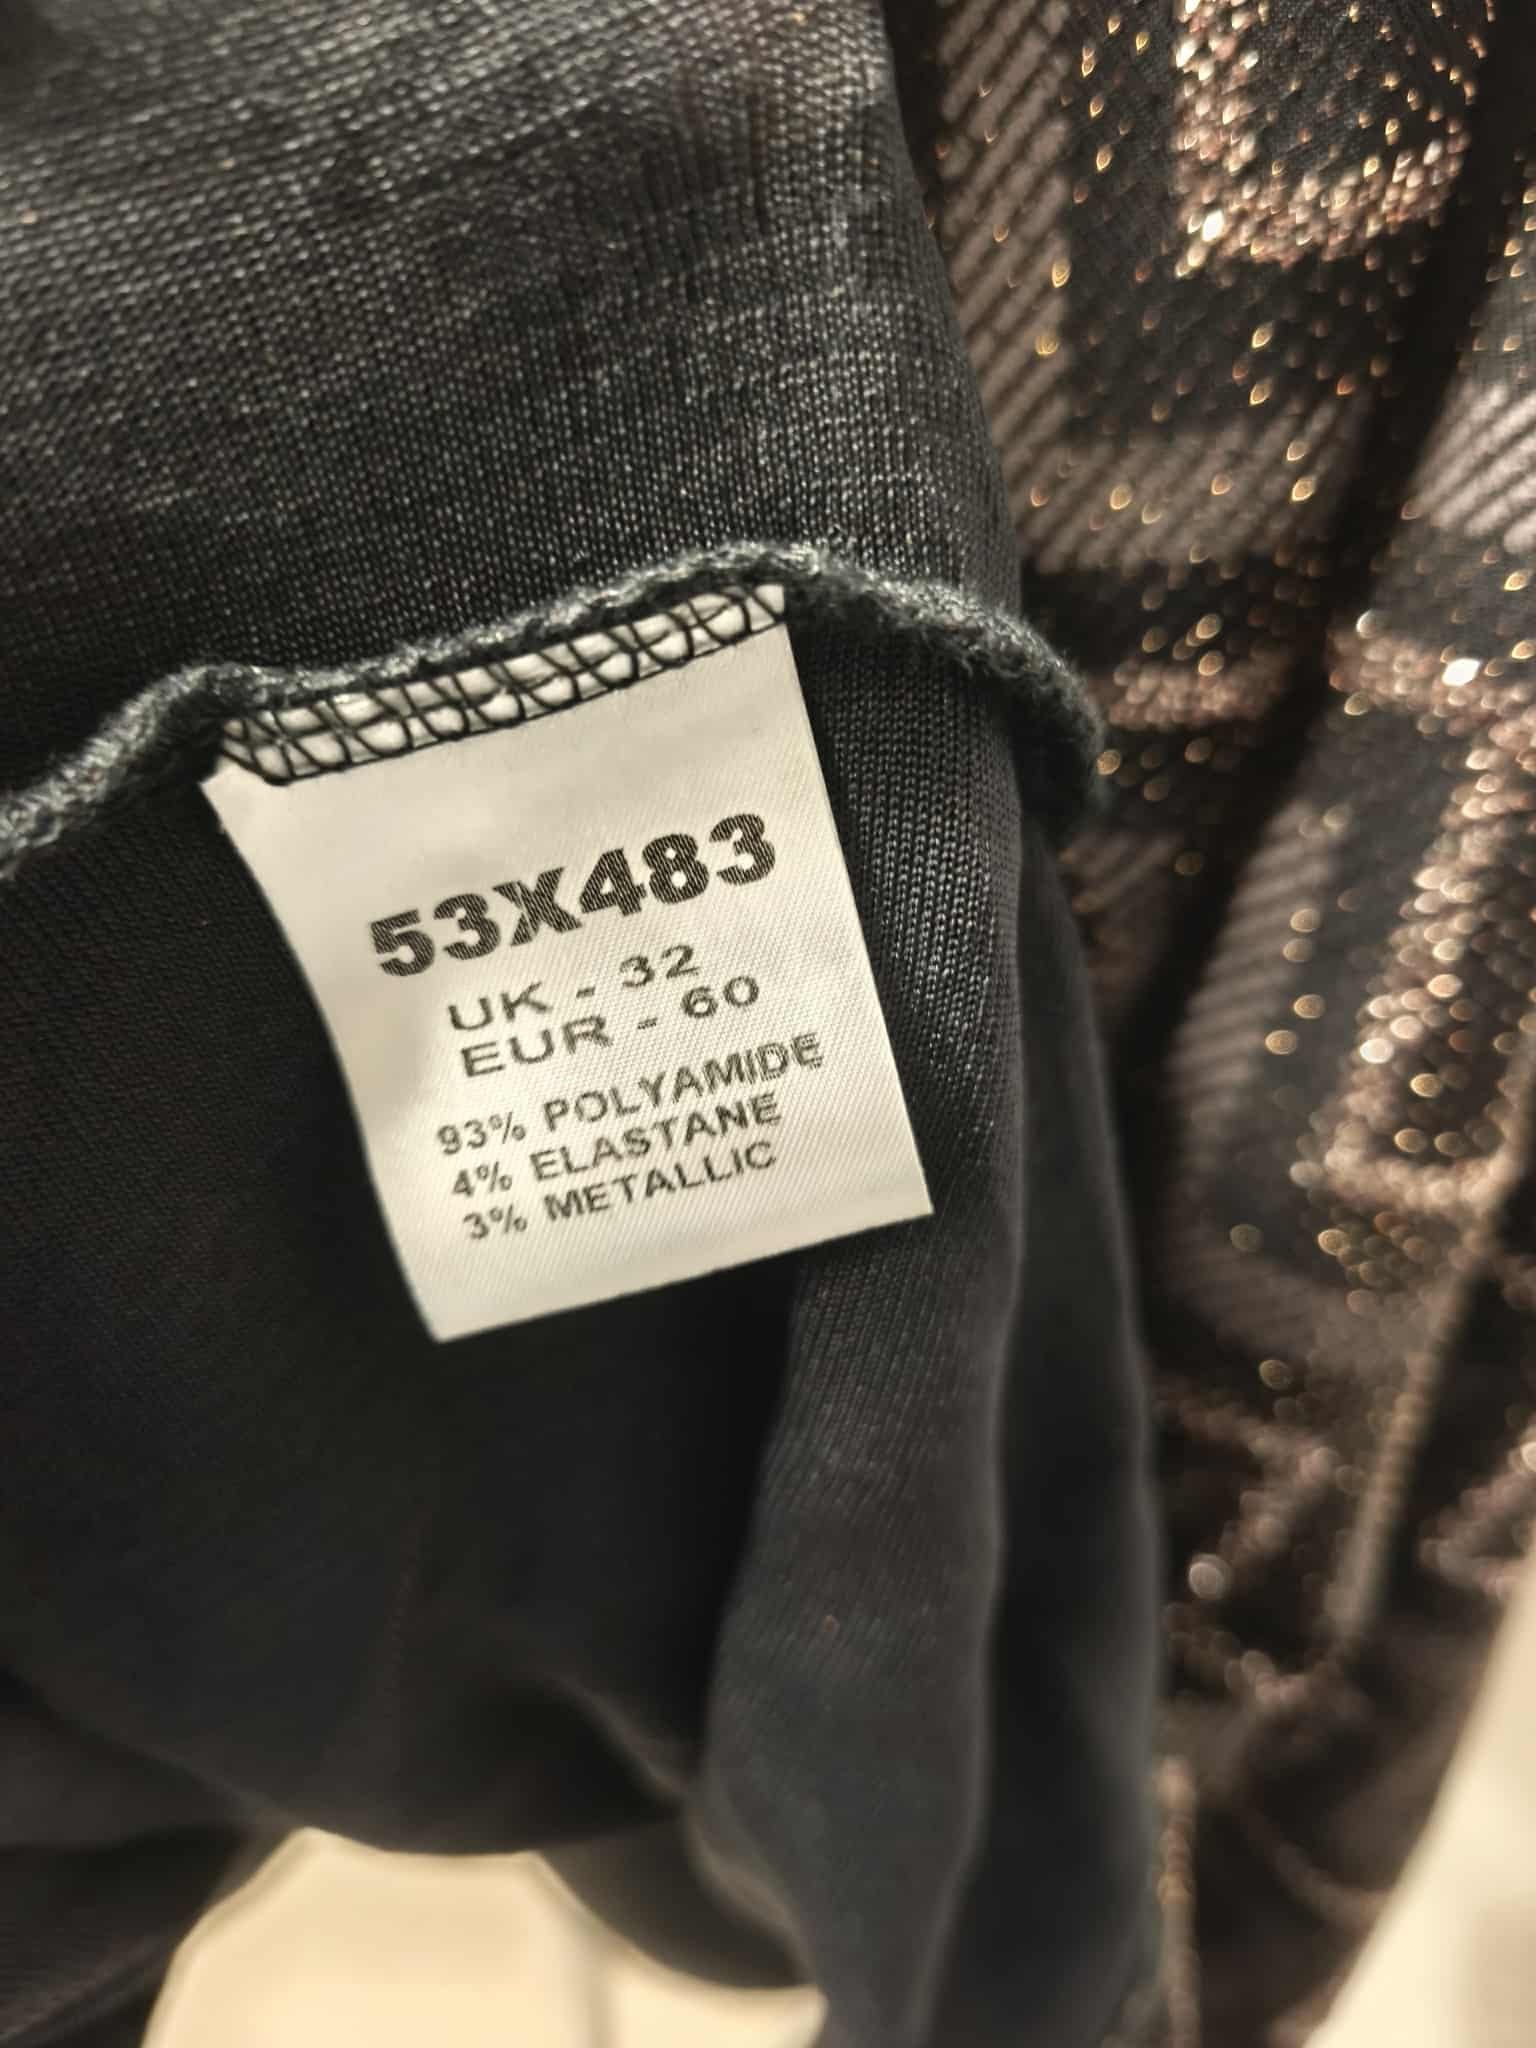 53X483
UK - 32
EUR - 60
93% POLYAMIDE
4% ELASTANE
3% METALLIC